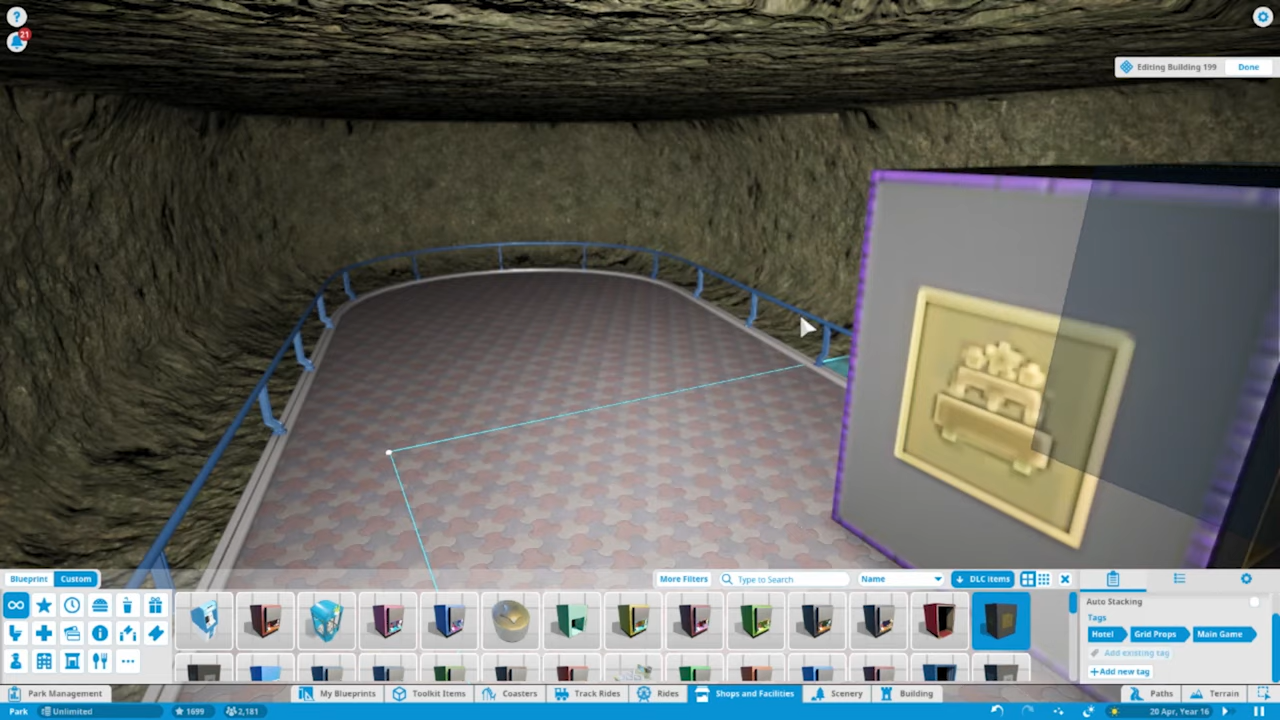 ?
21
Editing Building 199 Done
Blueprint Custom
More Filters Type to Search Name DLC Items
Auto Stacking
Tags
Hotel Grid Props Main Game
Add existing tag
+Add new tag
Park Management My Blueprints Toolkit Items Coasters Track Rides Rides Shops and Facilities Scenery Building Paths Terrain
Park Unlimited 1699 2,181 20 Apr, Year 16